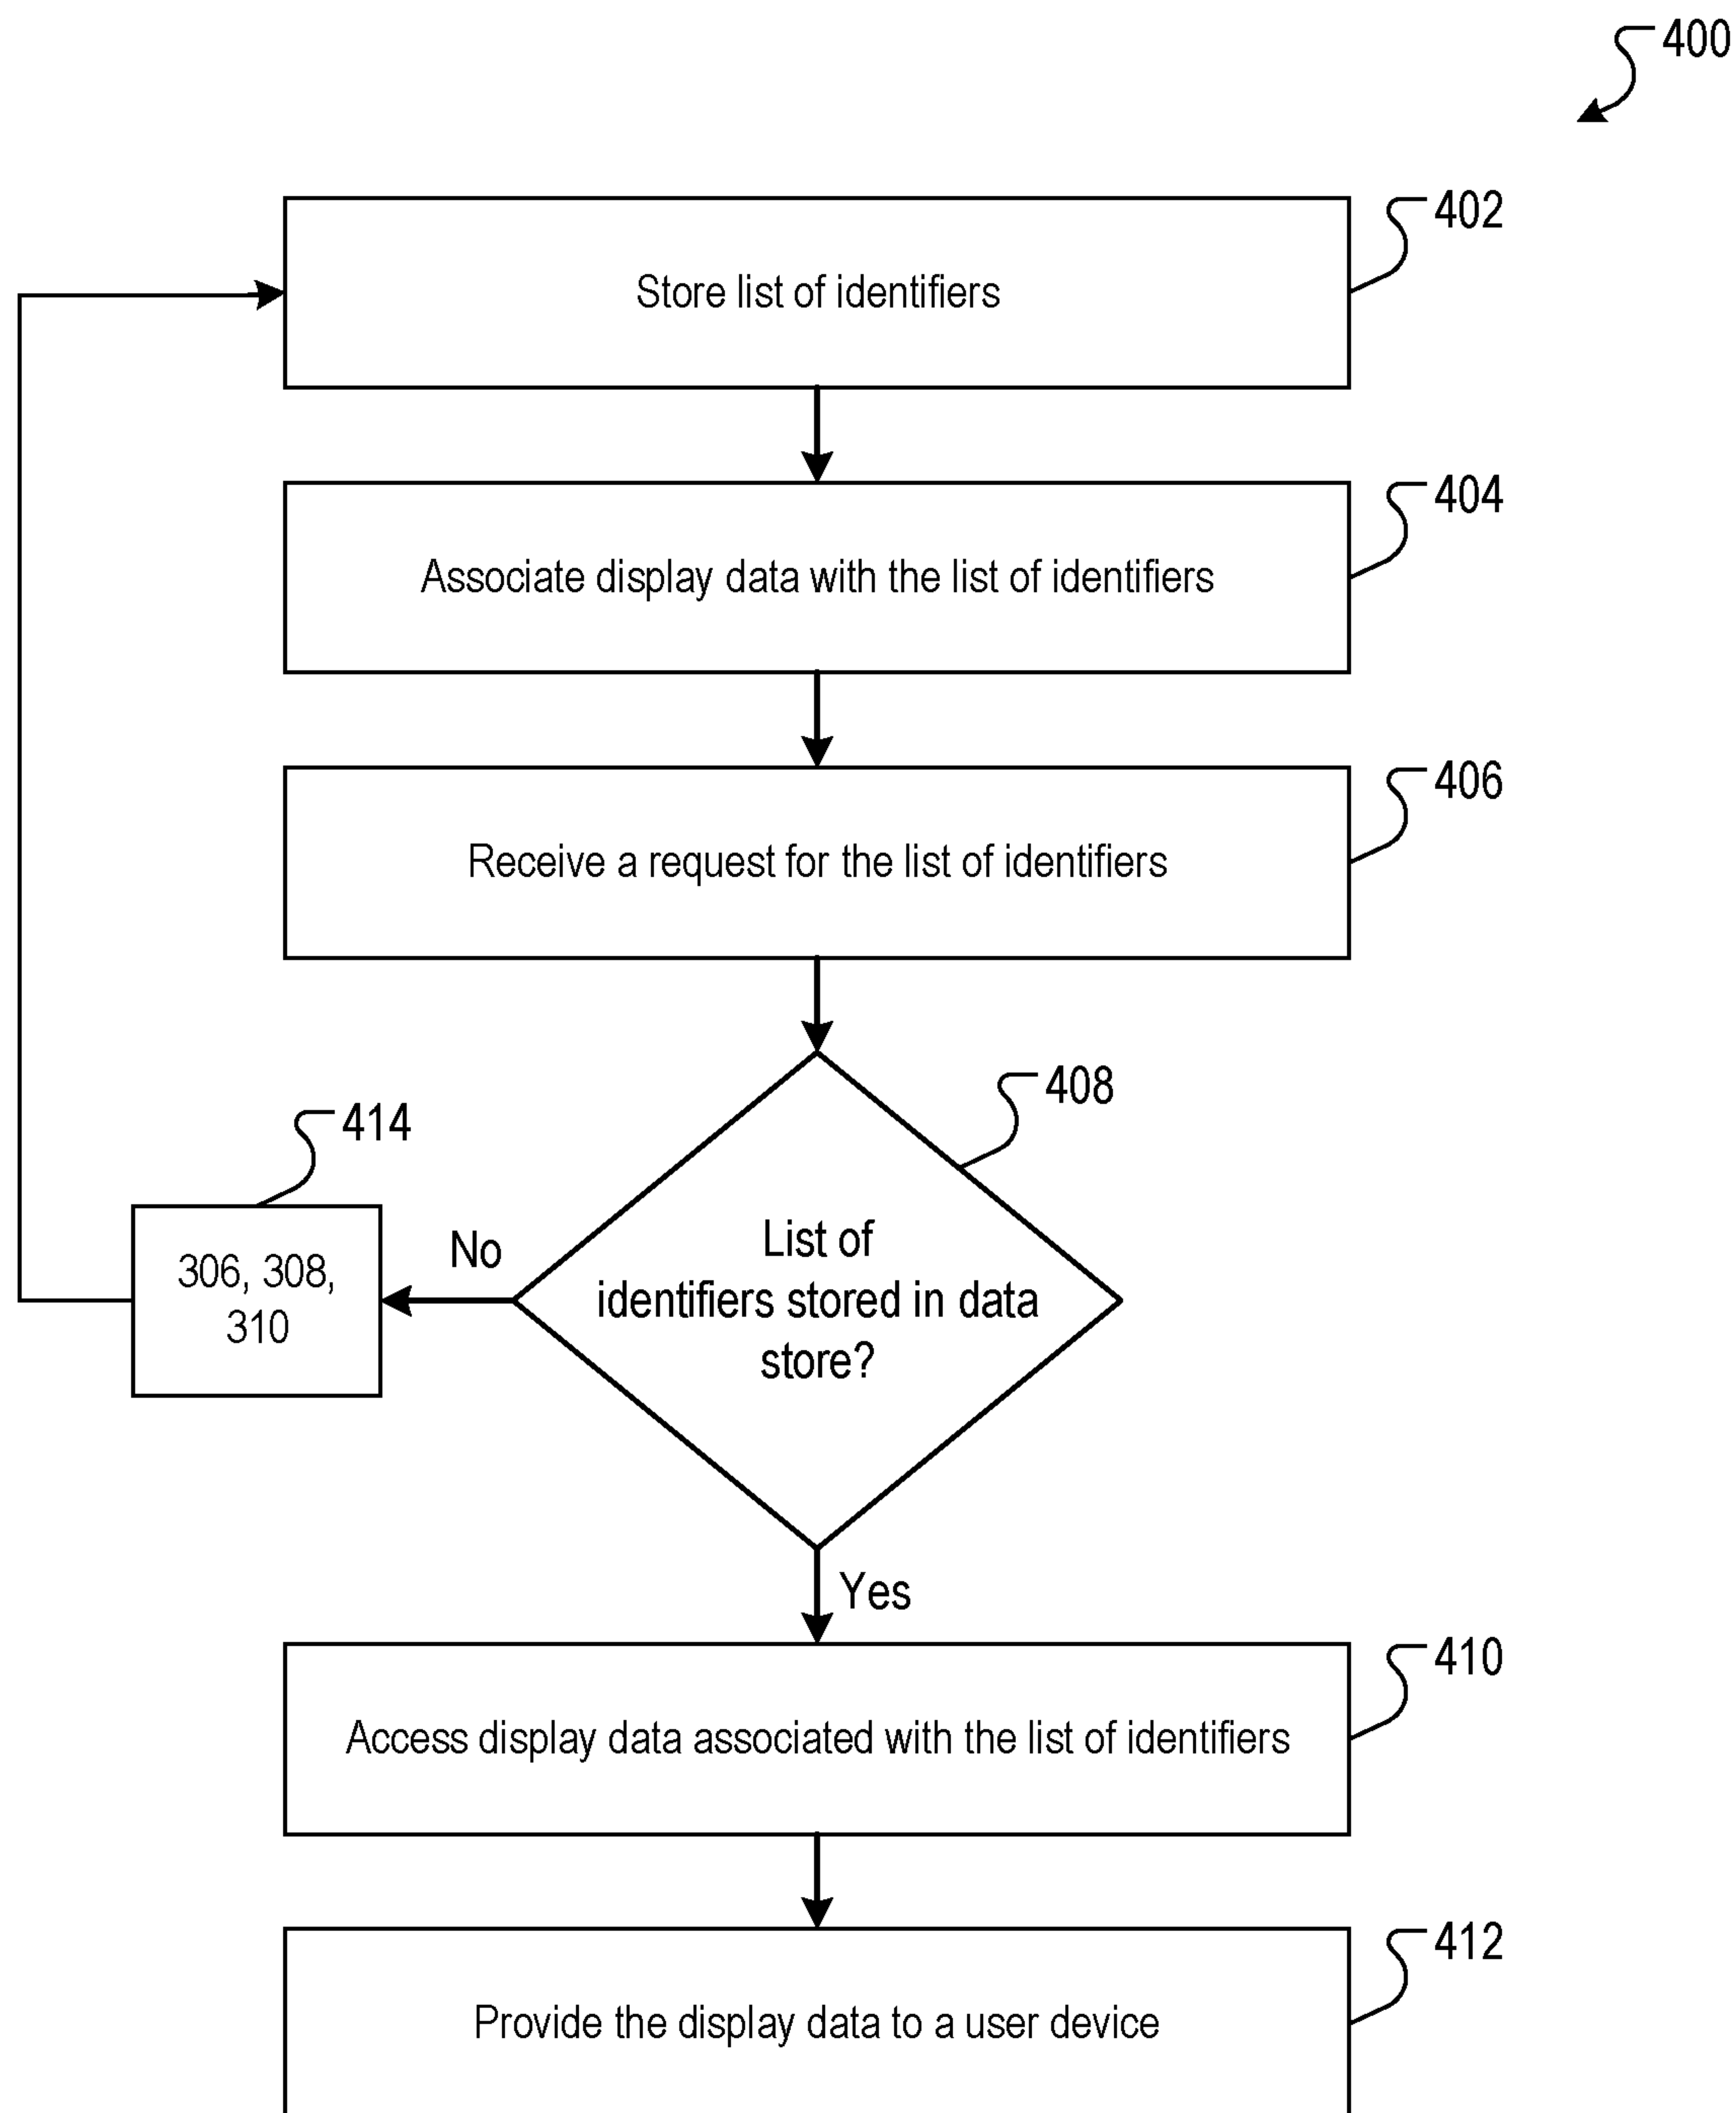 400
402
Store list of identifiers
404
Associate display data with the list of identifiers
406
Receive a request for the list of identifiers
408
414
List of
identifiers stored in data
store?
No
306, 308,
310
Yes
410
Access display data associated with the list of identifiers
412
Provide the display data to a user device